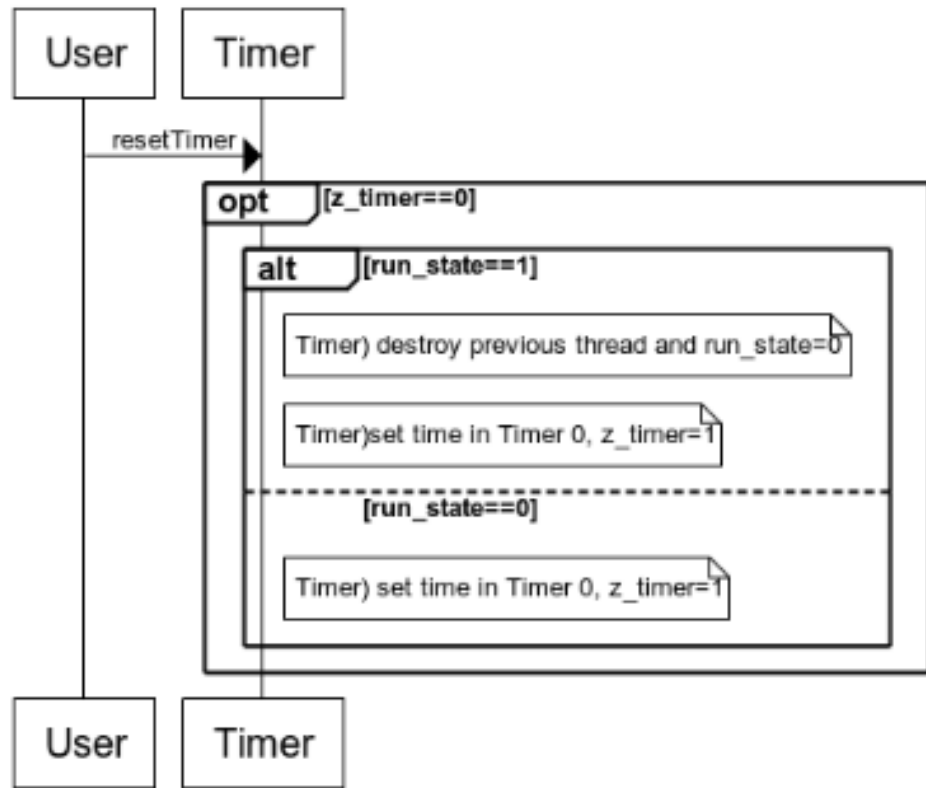 User Timer
resetTimer
opt [z_timer==0]
alt [run_state==1]
Timer) destroy previous thread and run_state=0
Timer)set time in Timer 0, z_timer=1
[run_state==0]
Timer) set time in Timer 0, z_timer=1
User Timer